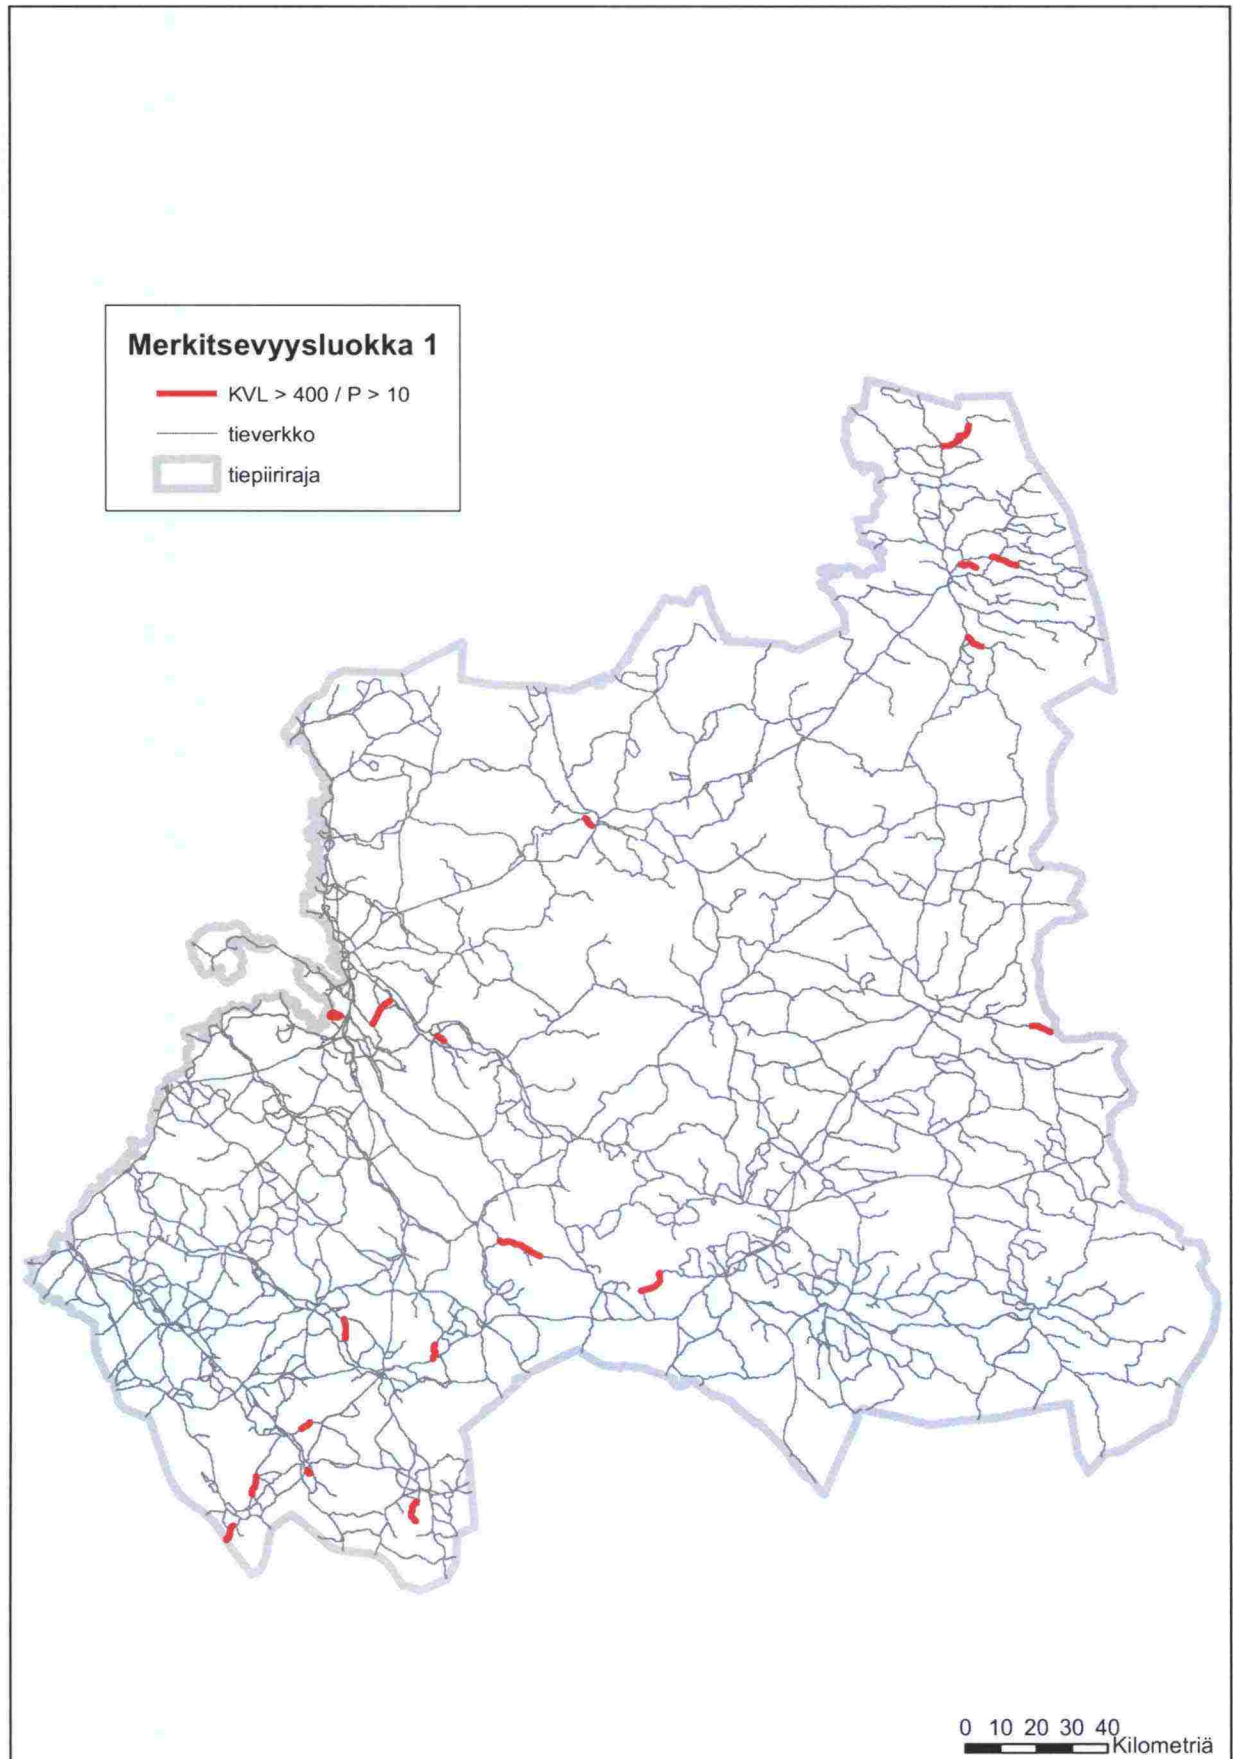 Merkitsevyysluokka 1
KVL > 400 / P > 10
tieverkko
tiepiiriraja
0 10 20 30 40
Kilometriä